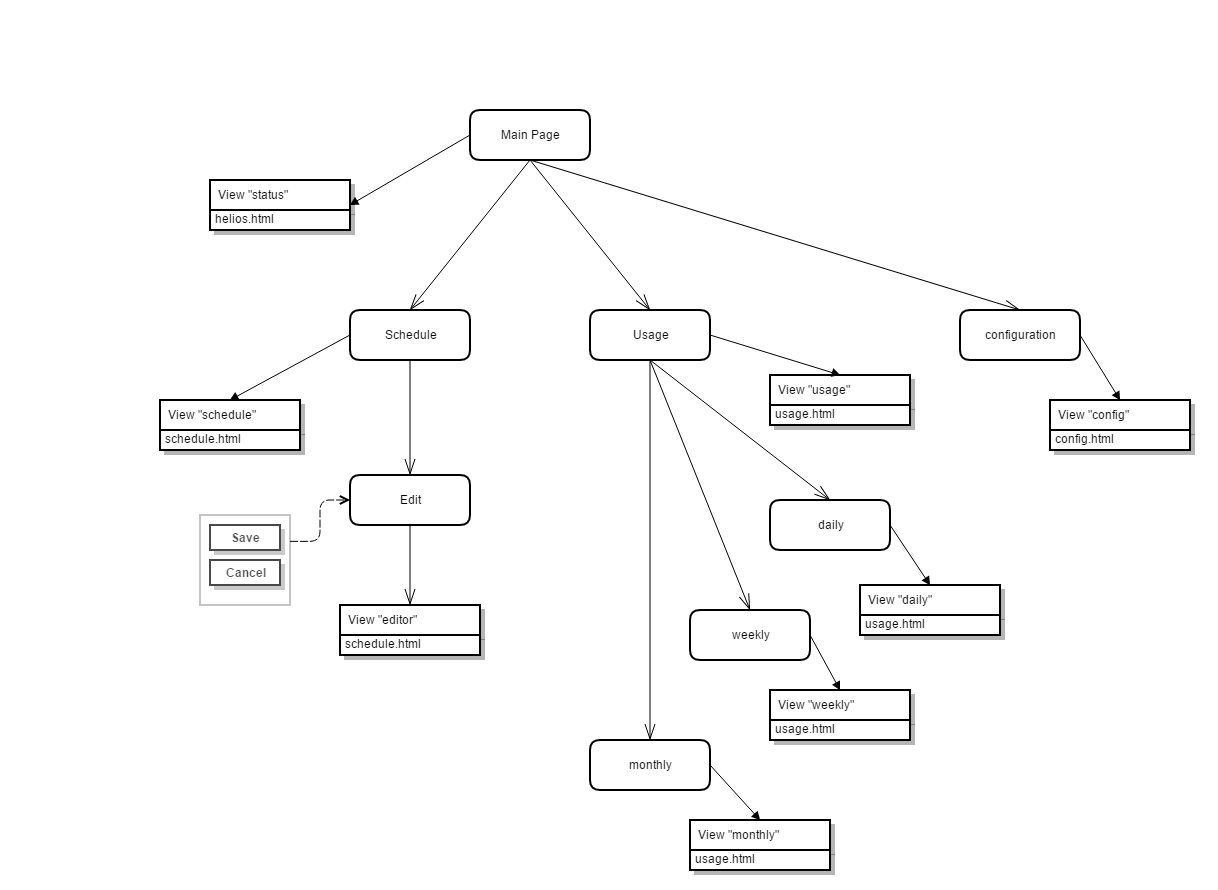 Main Page
View "status"
helios.html
Schedule
Usage
configuration
View "usage"
usage.html
View "schedule"
schedule.html
View "config"
config.html
Edit
daily
Save
Cancel
View "daily"
usage.html
View "editor"
schedule.html
weekly
View "weekly"
usage.html
monthly
View "monthly"
usage.html